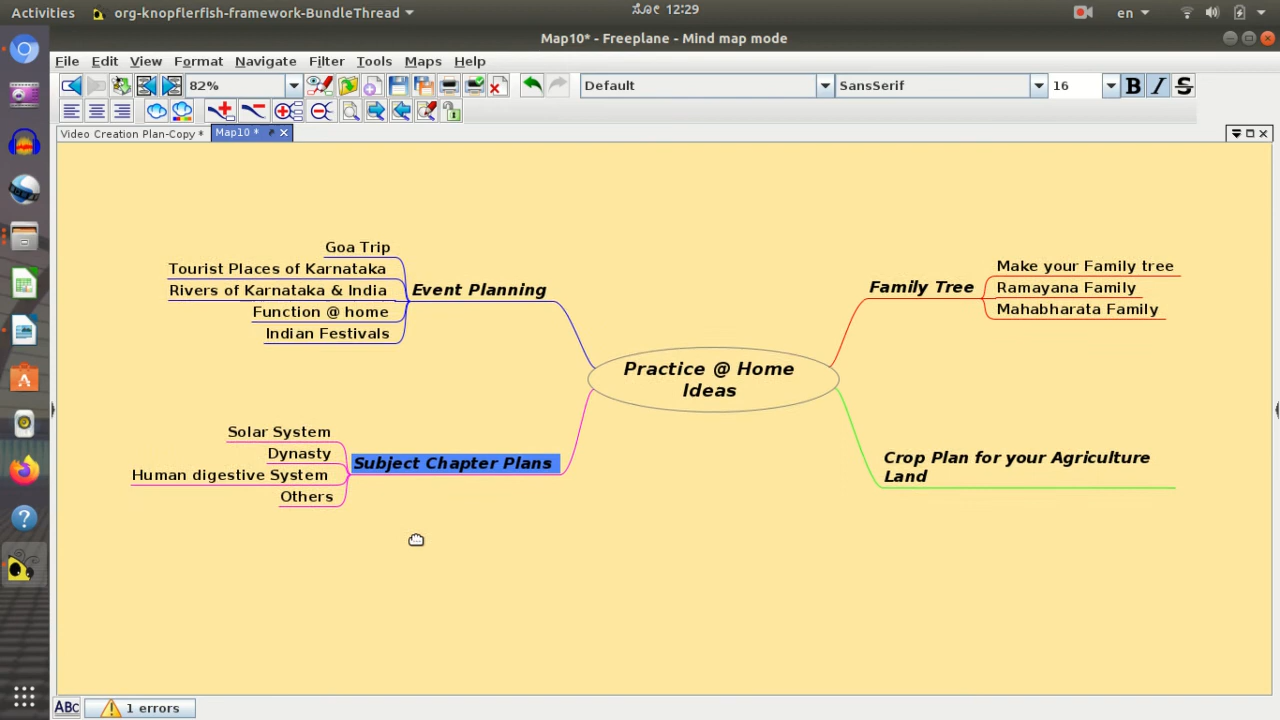 Activities
org-knopflerfish-framework-BundleThread
12:29
en
Map10* - Freeplane - Mind map mode
File Edit View Format Navigate Filter Tools Maps Help
82%
Default
SansSerif
16
B I S
Video Creation Plan-Copy *
Map10 *
Goa Trip
Tourist Places of Karnataka
Rivers of Karnataka & India
Function @ home
Indian Festivals
Event Planning
Solar System
Dynasty
Human digestive System
Others
Subject Chapter Plans
Practice @ Home
Ideas
Family Tree
Make your Family tree
Ramayana Family
Mahabharata Family
Crop Plan for your Agriculture
Land
ABc
1 errors